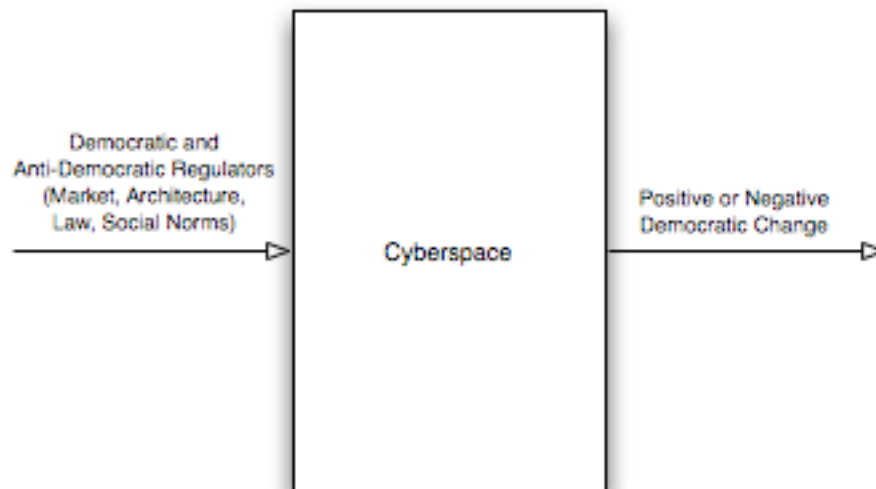 Democratic and
Anti-Democratic Regulators
(Market, Architecture,
Law, Social Norms)
Cyberspace
Positive or Negative
Democratic Change